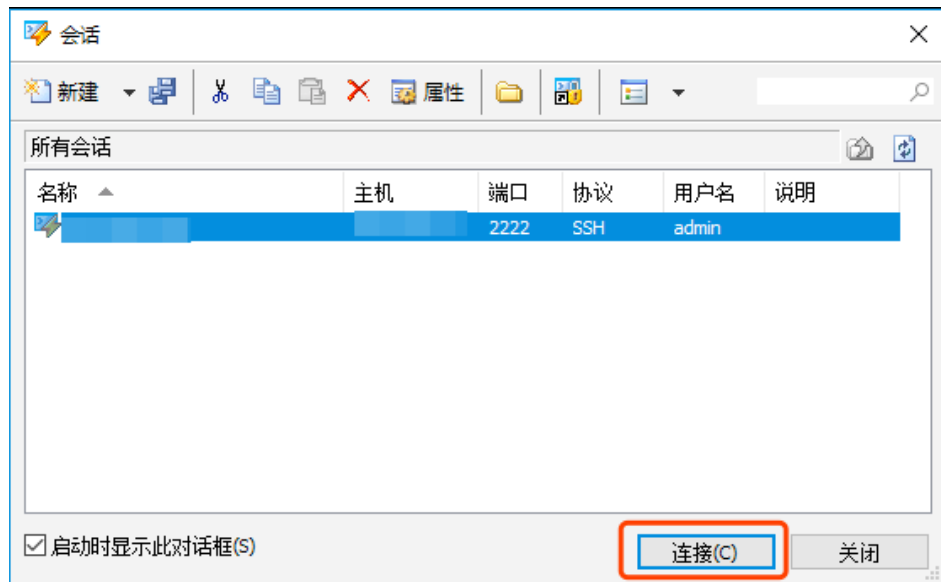 会话
新建 属性
所有会话
名称 主机 端口 协议 用户名 说明
2222 SSH admin
启动时显示此对话框(S)
连接(C) 关闭